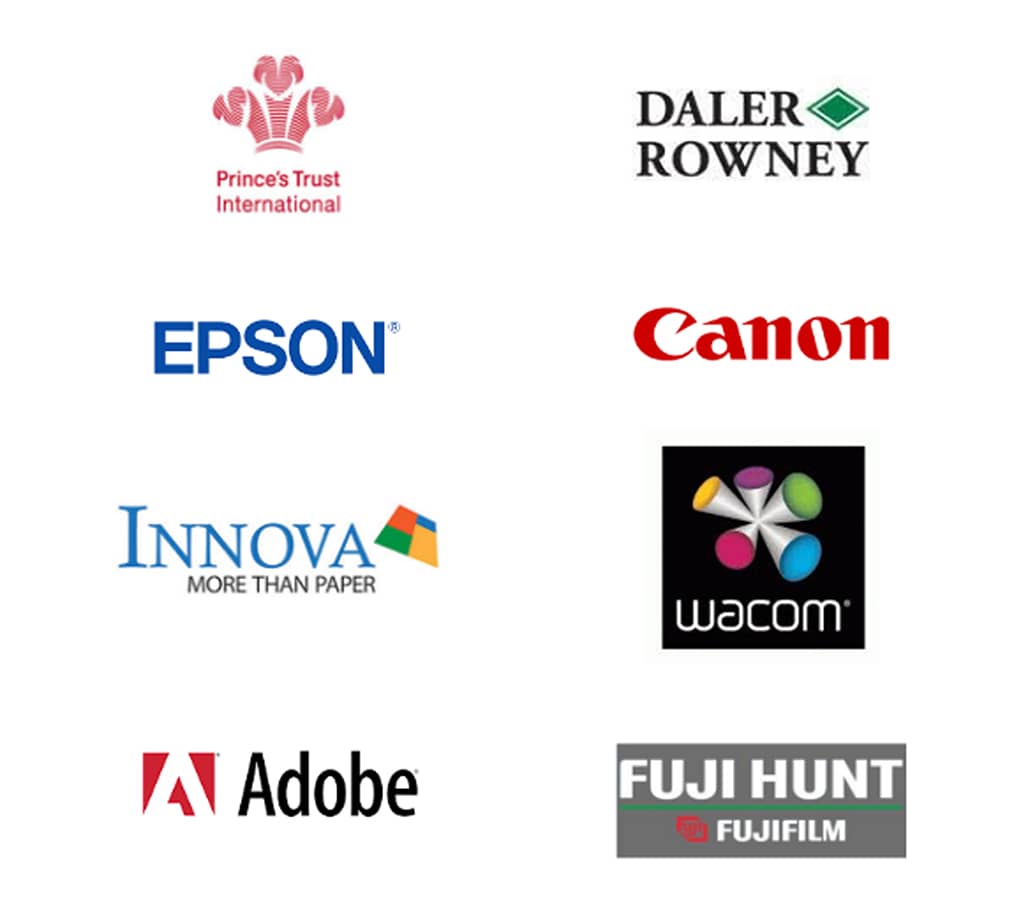 Prince's Trust
International
DALER
ROWNEY
EPSON®
Canon
INNOVA
MORE THAN PAPER
wacom®
Adobe
FUJI HUNT
FUJIFILM